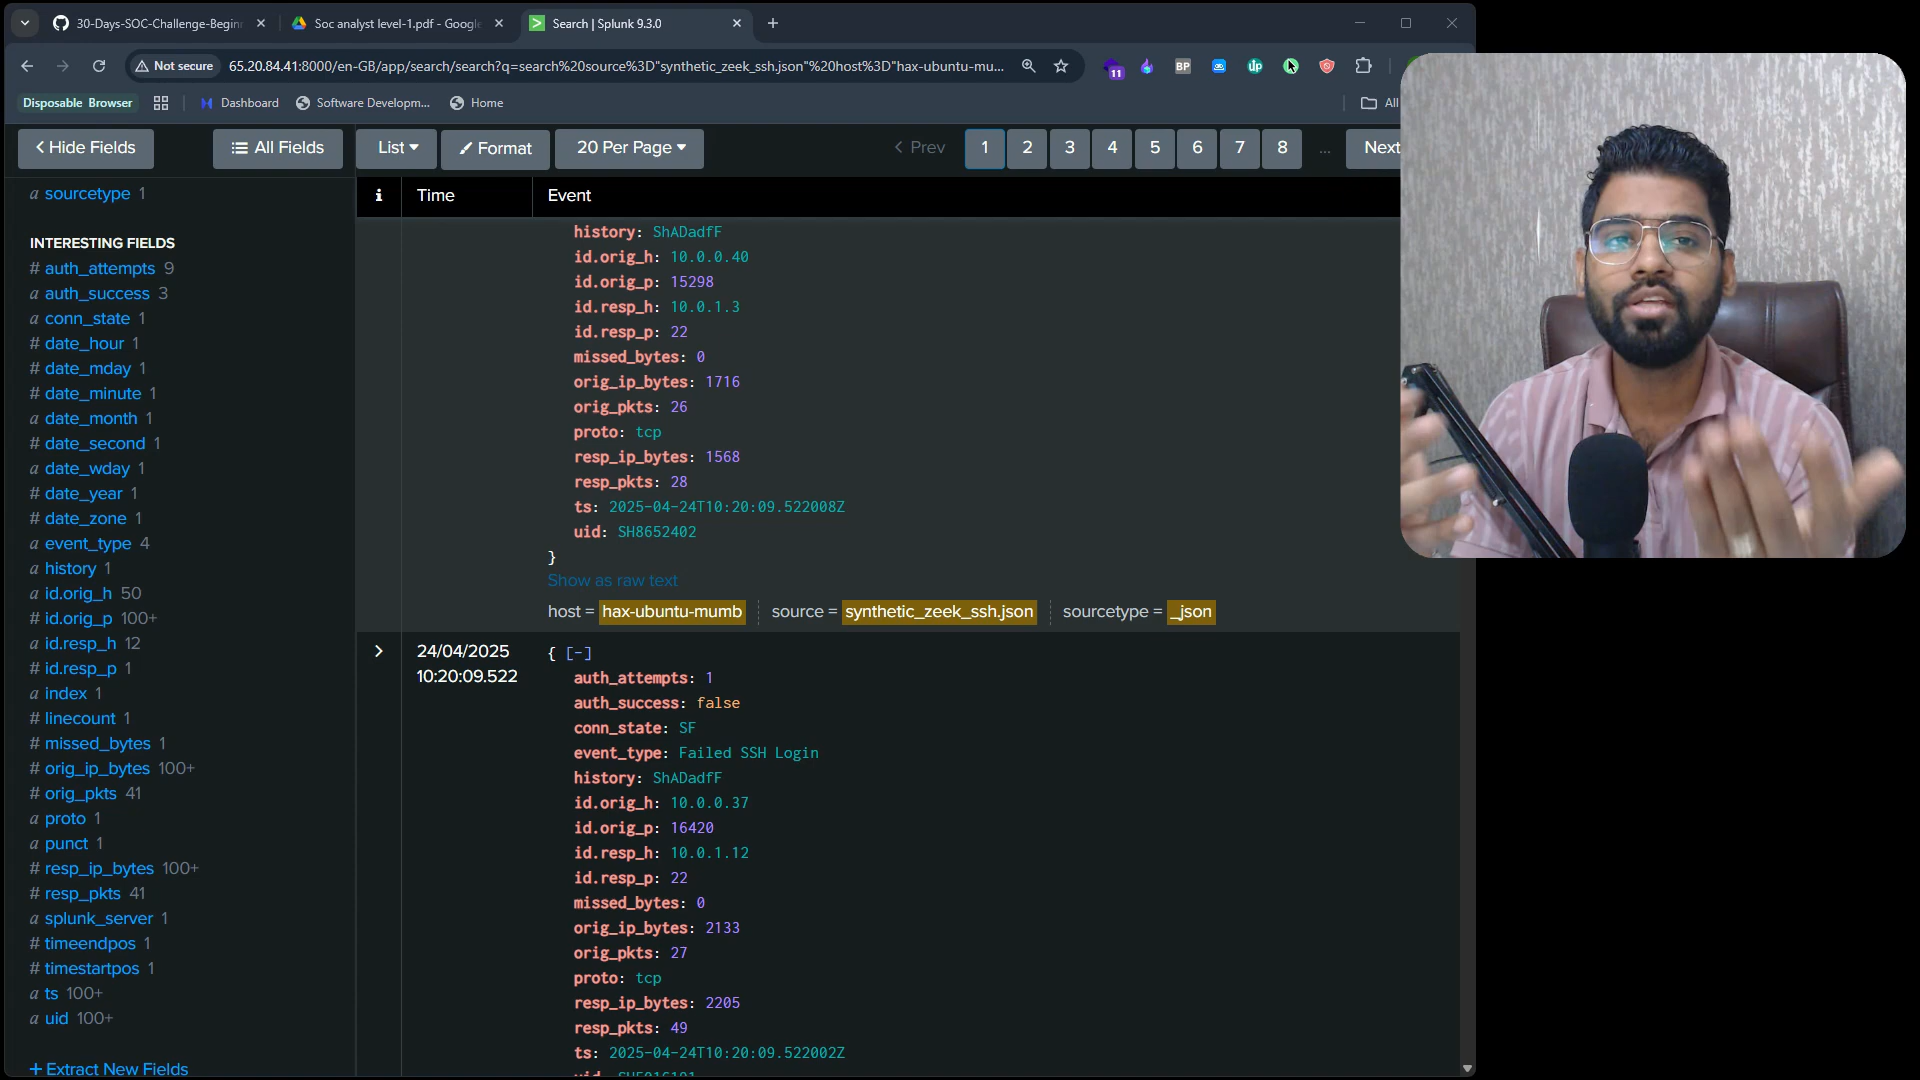 30-Days-SOC-Challenge-Beginn
Soc analyst level-1.pdf - Google
Search | Splunk 9.3.0
Not secure
65.20.84.41:8000/en-GB/app/search/search?q=search%20source%3D"synthetic_zeek_ssh.json"%20host%3D"hax-ubuntu-mu...
11
BP
up
Disposable Browser
Dashboard
Software Developm...
Home
All
Hide Fields
All Fields
List
Format
20 Per Page
Prev
1
2
3
4
5
6
7
8
...
Next
i
Time
Event
a sourcetype 1
INTERESTING FIELDS
# auth_attempts 9
a auth_success 3
a conn_state 1
# date_hour 1
# date_mday 1
# date_minute 1
a date_month 1
# date_second 1
a date_wday 1
# date_year 1
# date_zone 1
a event_type 4
a history 1
a id.orig_h 50
# id.orig_p 100+
a id.resp_h 12
# id.resp_p 1
a index 1
# linecount 1
# missed_bytes 1
# orig_ip_bytes 100+
# orig_pkts 41
a proto 1
a punct 1
# resp_ip_bytes 100+
# resp_pkts 41
a splunk_server 1
# timeendpos 1
# timestartpos 1
a ts 100+
a uid 100+
+ Extract New Fields
history: ShADadfF
id.orig_h: 10.0.0.40
id.orig_p: 15298
id.resp_h: 10.0.1.3
id.resp_p: 22
missed_bytes: 0
orig_ip_bytes: 1716
orig_pkts: 26
proto: tcp
resp_ip_bytes: 1568
resp_pkts: 28
ts: 2025-04-24T10:20:09.522008Z
uid: SH8652402
}
Show as raw text
host = hax-ubuntu-mumb
source = synthetic_zeek_ssh.json
sourcetype = _json
24/04/2025
10:20:09.522
{ [-]
auth_attempts: 1
auth_success: false
conn_state: SF
event_type: Failed SSH Login
history: ShADadfF
id.orig_h: 10.0.0.37
id.orig_p: 16420
id.resp_h: 10.0.1.12
id.resp_p: 22
missed_bytes: 0
orig_ip_bytes: 2133
orig_pkts: 27
proto: tcp
resp_ip_bytes: 2205
resp_pkts: 49
ts: 2025-04-24T10:20:09.522002Z